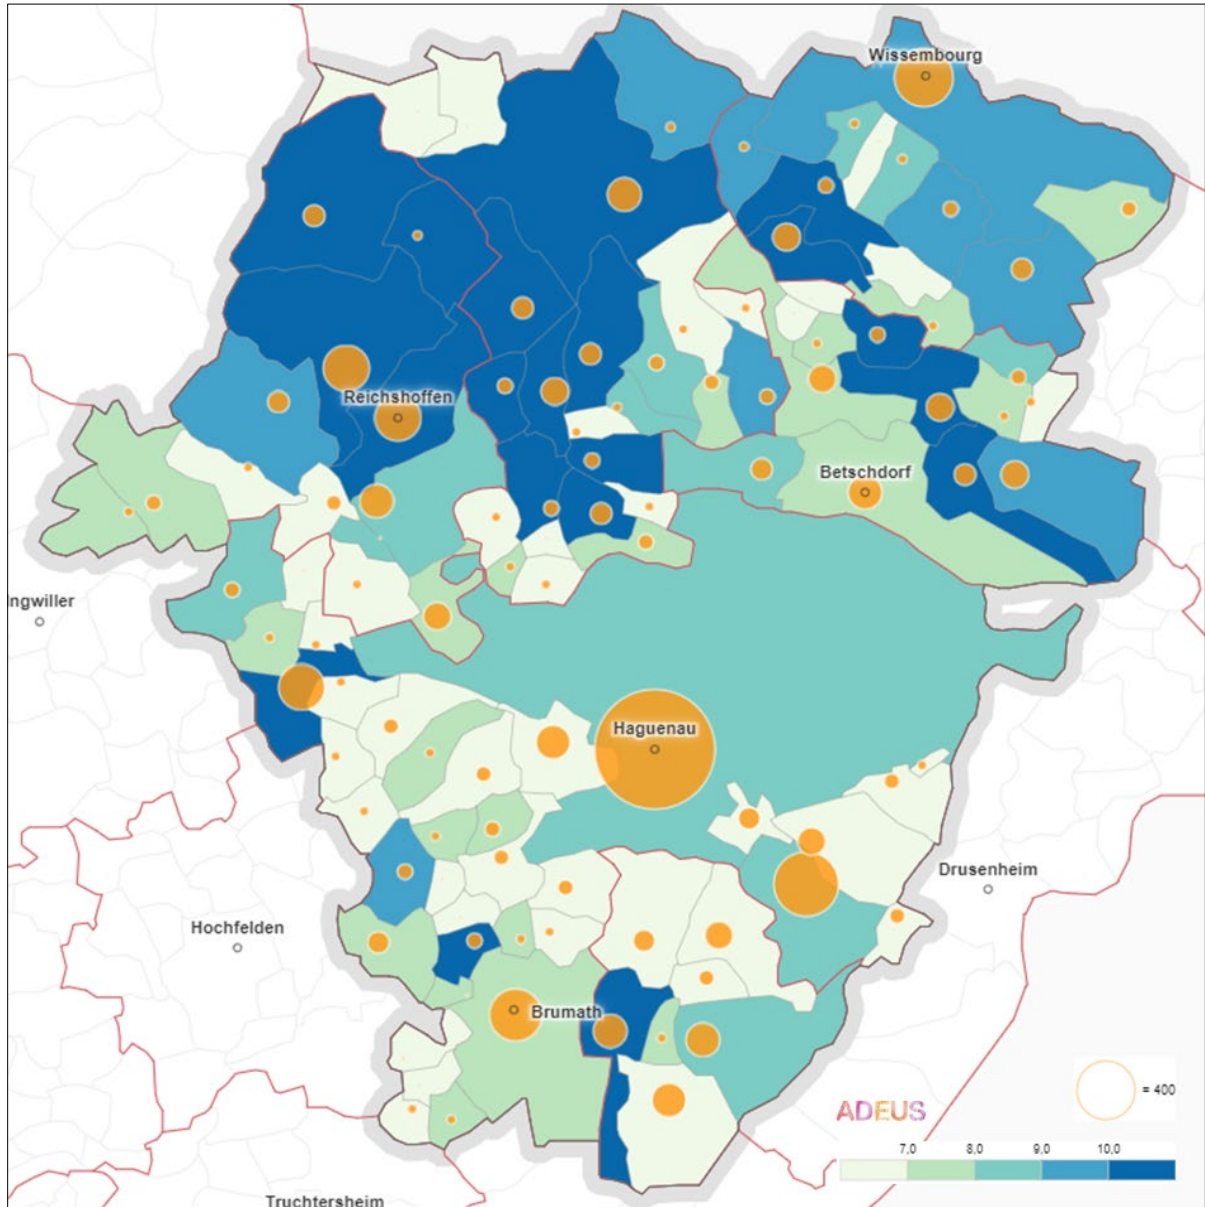 Wissembourg
Reichshoffen
Betschdorf
ngwiller
Haguenau
Drusenheim
Hochfelden
Brumath
= 400
ADEUS
7,0 8,0 9,0 10,0
Truchtersheim